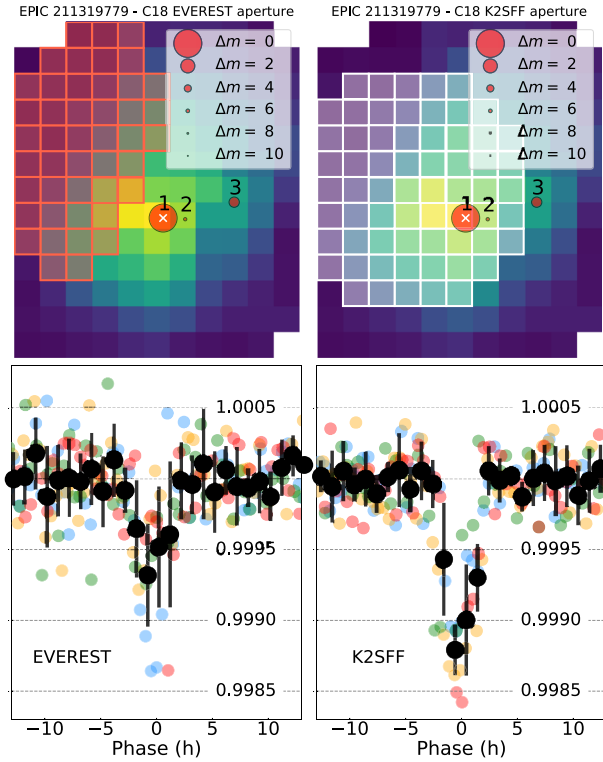 EPIC 211319779 - C18 EVEREST aperture
Δm = 0
Δm = 2
Δm = 4
Δm = 6
Δm = 8
Δm = 10
1
2
3
EPIC 211319779 - C18 K2SFF aperture
Δm = 0
Δm = 2
Δm = 4
Δm = 6
Δm = 8
Δm = 10
1
2
3
1.0005
0.9995
0.9990
0.9985
EVEREST
−10 −5 0 5 10
Phase (h)
1.0005
0.9995
0.9990
0.9985
K2SFF
−10 −5 0 5 10
Phase (h)